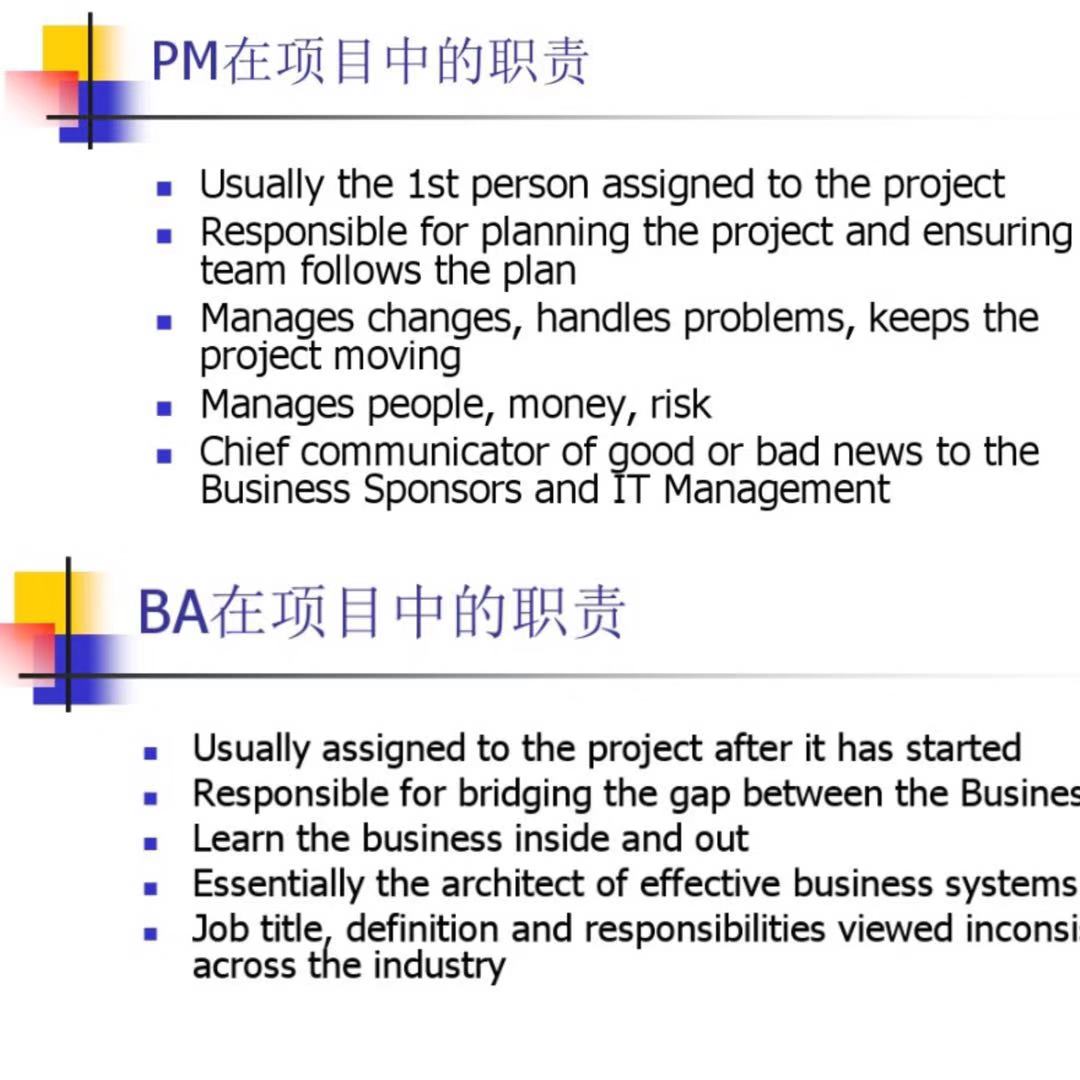 PM在项目中的职责
Usually the 1st person assigned to the project
Responsible for planning the project and ensuring
team follows the plan
Manages changes, handles problems, keeps the
project moving
Manages people, money, risk
Chief communicator of good or bad news to the
Business Sponsors and IT Management
BA在项目中的职责
Usually assigned to the project after it has started
Responsible for bridging the gap between the
Learn the business inside and out
Essentially the architect of effective business systems
Job title, definition and responsibilities viewed
across the industry